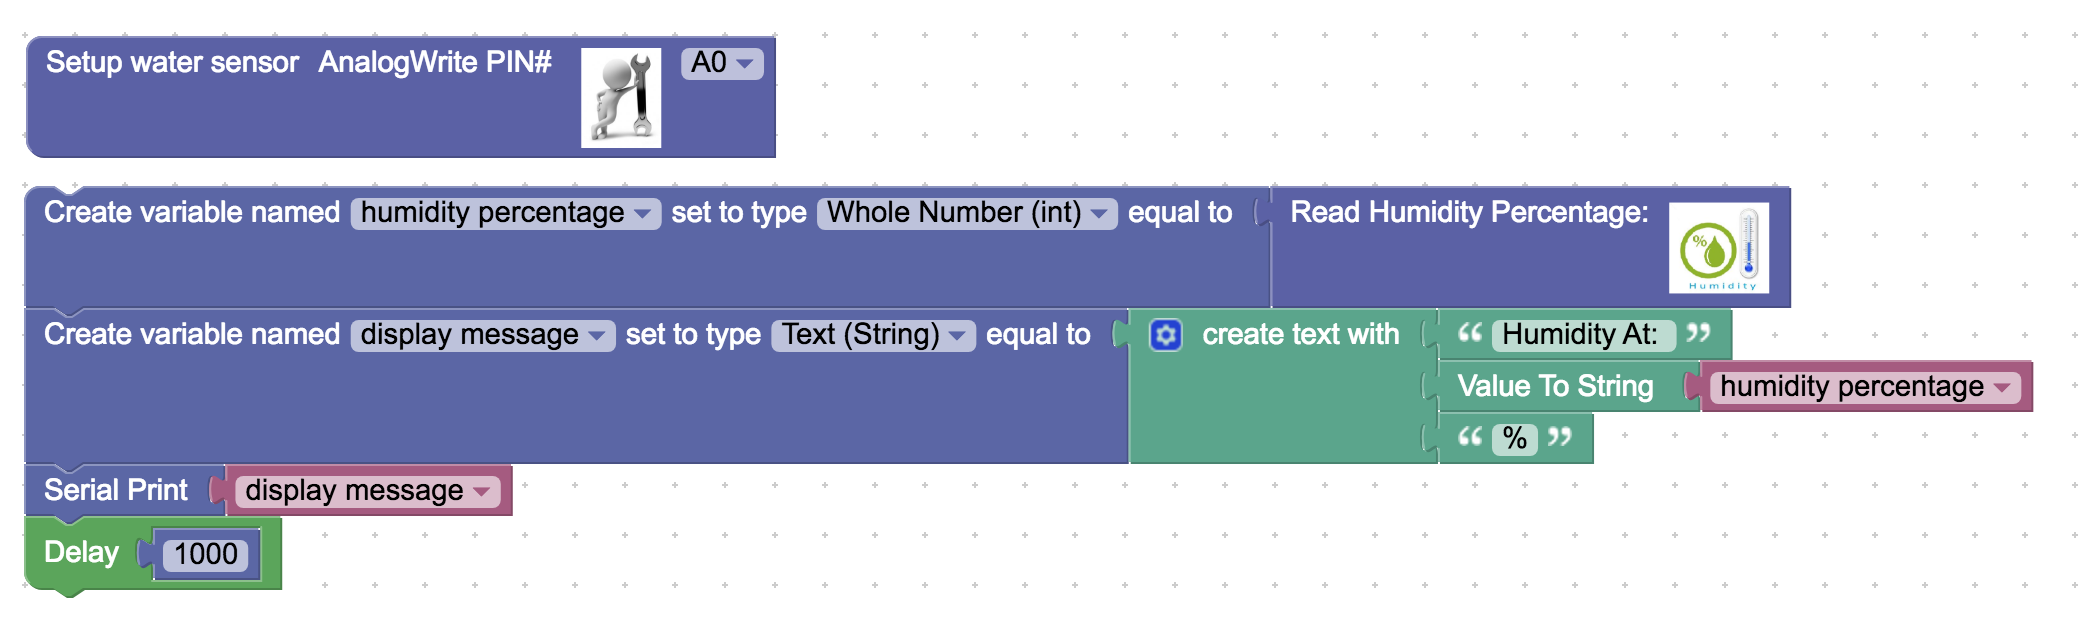 Setup water sensor AnalogWrite PIN# A0
Create variable named humidity percentage set to type Whole Number (int) equal to Read Humidity Percentage:
%
Humidity
Create variable named display message set to type Text (String) equal to create text with “ Humidity At: ”
Value To String humidity percentage
“ % ”
Serial Print display message
Delay 1000